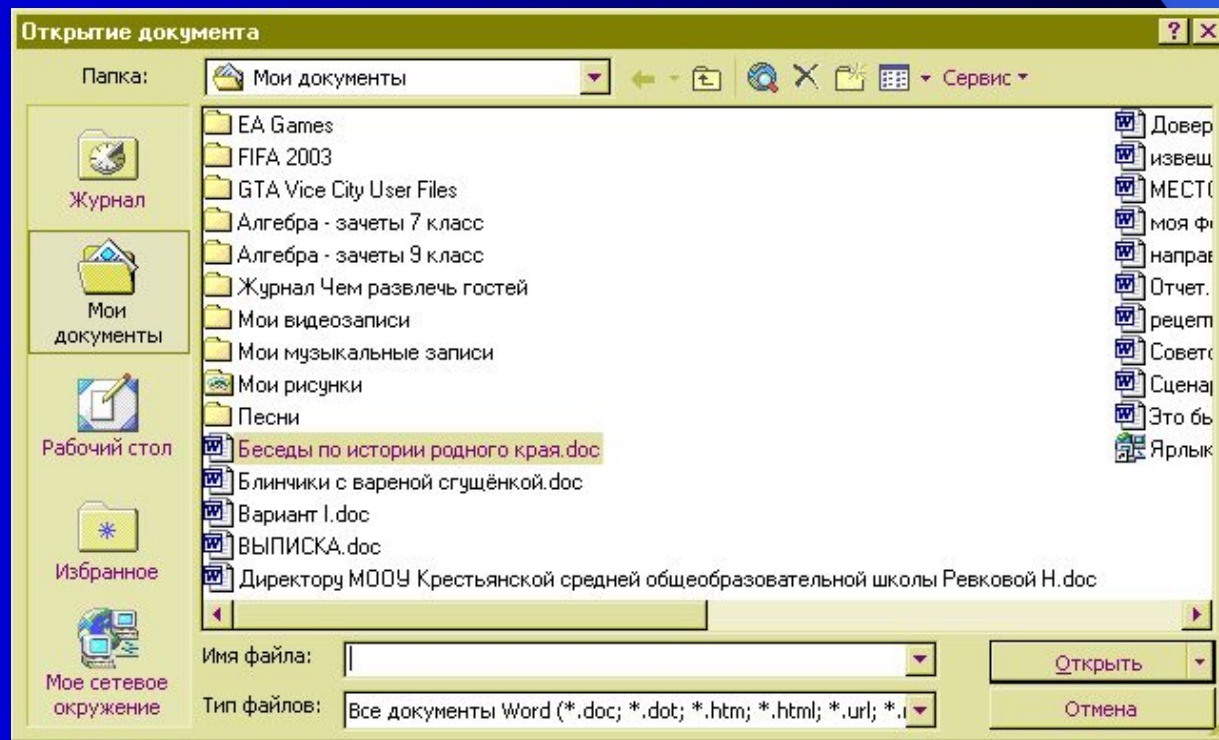 Открытие документа
Папка:
Мои документы
Сервис
Журнал
Мои
документы
Рабочий стол
Избранное
Мое сетевое
окружение
EA Games
FIFA 2003
GTA Vice City User Files
Алгебра - зачеты 7 класс
Алгебра - зачеты 9 класс
Журнал Чем развлечь гостей
Мои видеозаписи
Мои музыкальные записи
Мои рисунки
Песни
Беседы по истории родного края.doc
Блинчики с вареной сгущёнкой.doc
Вариант I.doc
ВЫПИСКА.doc
Директору МООУ Крестьянской средней общеобразовательной школы Ревковой Н.doc
Довер
извещ
МЕСТО
моя
направ
Отчет.
рецепт
Совето
Сценар
Это бы
Ярлык
Имя файла:
Открыть
Тип файлов:
Все документы Word (*.doc; *.dot; *.htm; *.html; *.url; *.
Отмена